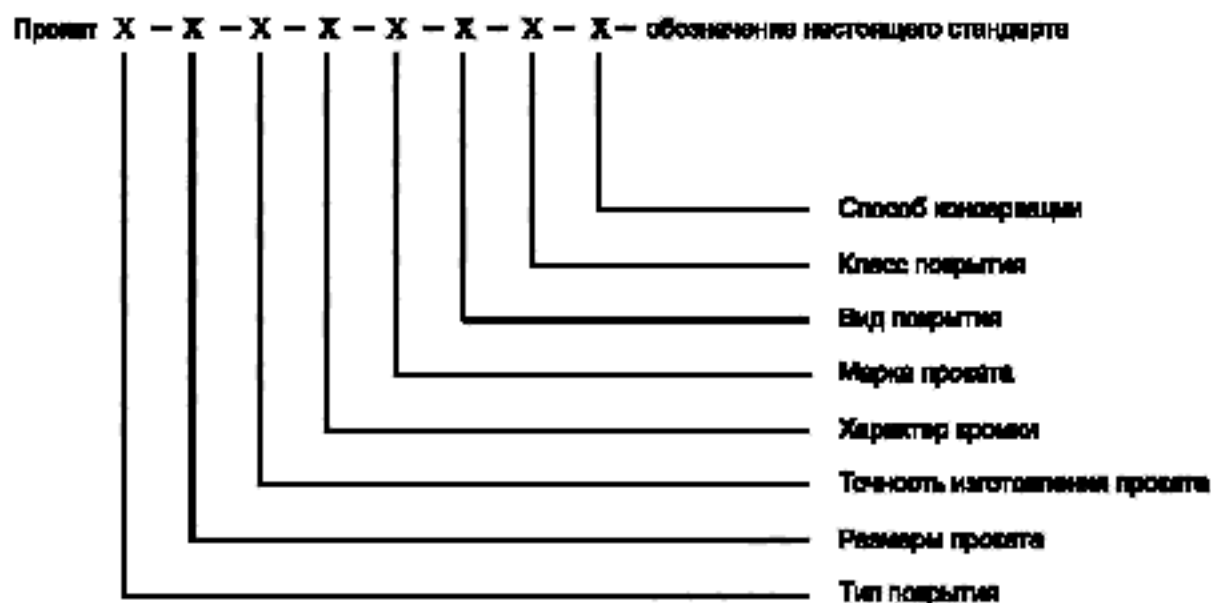 Прокат X – X – X – X – X – X – X – X – обозначение настоящего стандарта
Способ консервации
Класс покрытия
Вид покрытия
Марка проката
Характер кромки
Точность изготовления проката
Размеры проката
Тип покрытия